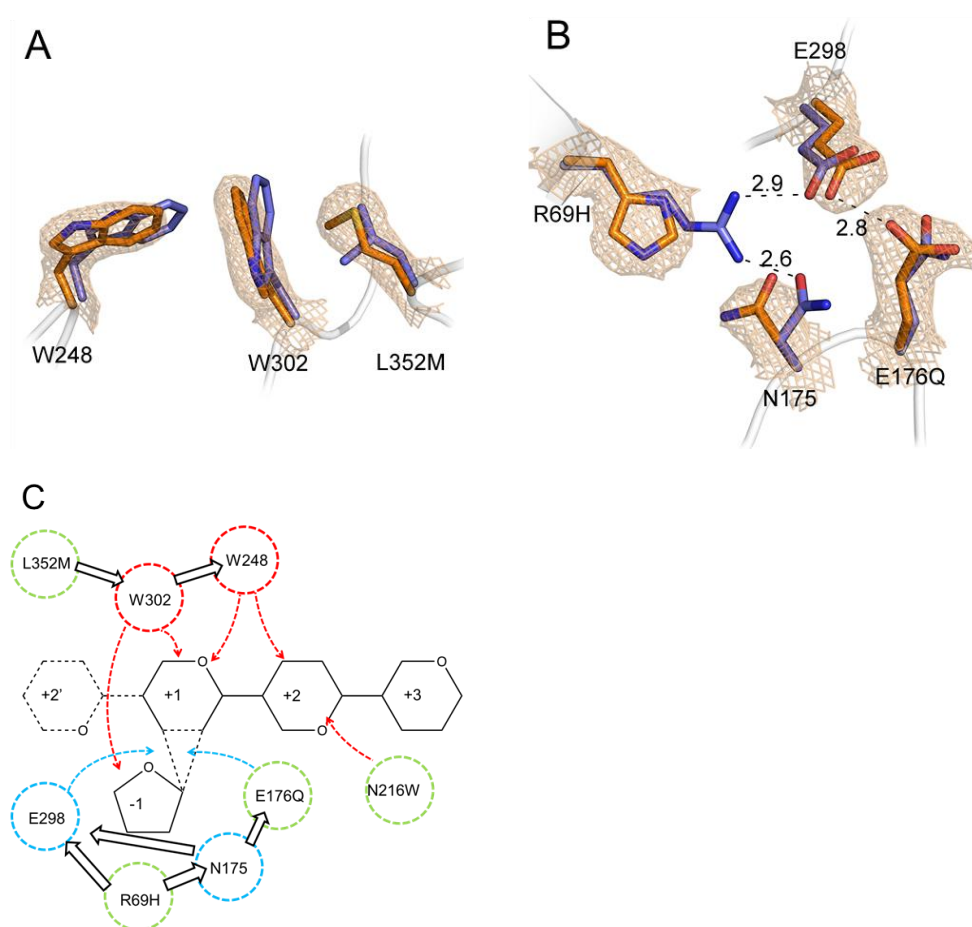 A
W248
W302
L352M
B
E298
R69H
2.9
2.8
2.6
N175
E176Q
C
L352M
W302
W248
+2'
O
+1
O
+2
O
+3
O
O
-1
E298
E176Q
N216W
N175
R69H